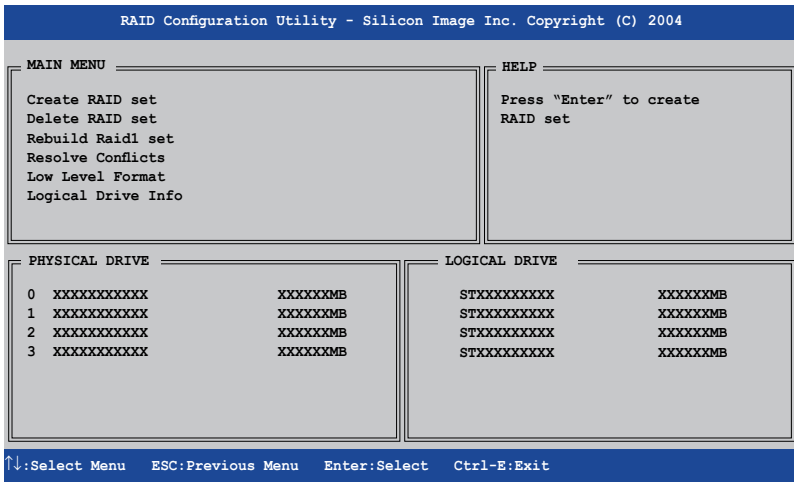 RAID Configuration Utility - Silicon Image Inc. Copyright (C) 2004
MAIN MENU
Create RAID set
Delete RAID set
Rebuild Raid1 set
Resolve Conflicts
Low Level Format
Logical Drive Info
HELP
Press “Enter” to create
RAID set
PHYSICAL DRIVE
0 XXXXXXXXXXX XXXXXXMB
1 XXXXXXXXXXX XXXXXXMB
2 XXXXXXXXXXX XXXXXXMB
3 XXXXXXXXXXX XXXXXXMB
LOGICAL DRIVE
STXXXXXXXXX XXXXXXMB
STXXXXXXXXX XXXXXXMB
STXXXXXXXXX XXXXXXMB
STXXXXXXXXX XXXXXXMB
↑↓:Select Menu ESC:Previous Menu Enter:Select Ctrl-E:Exit